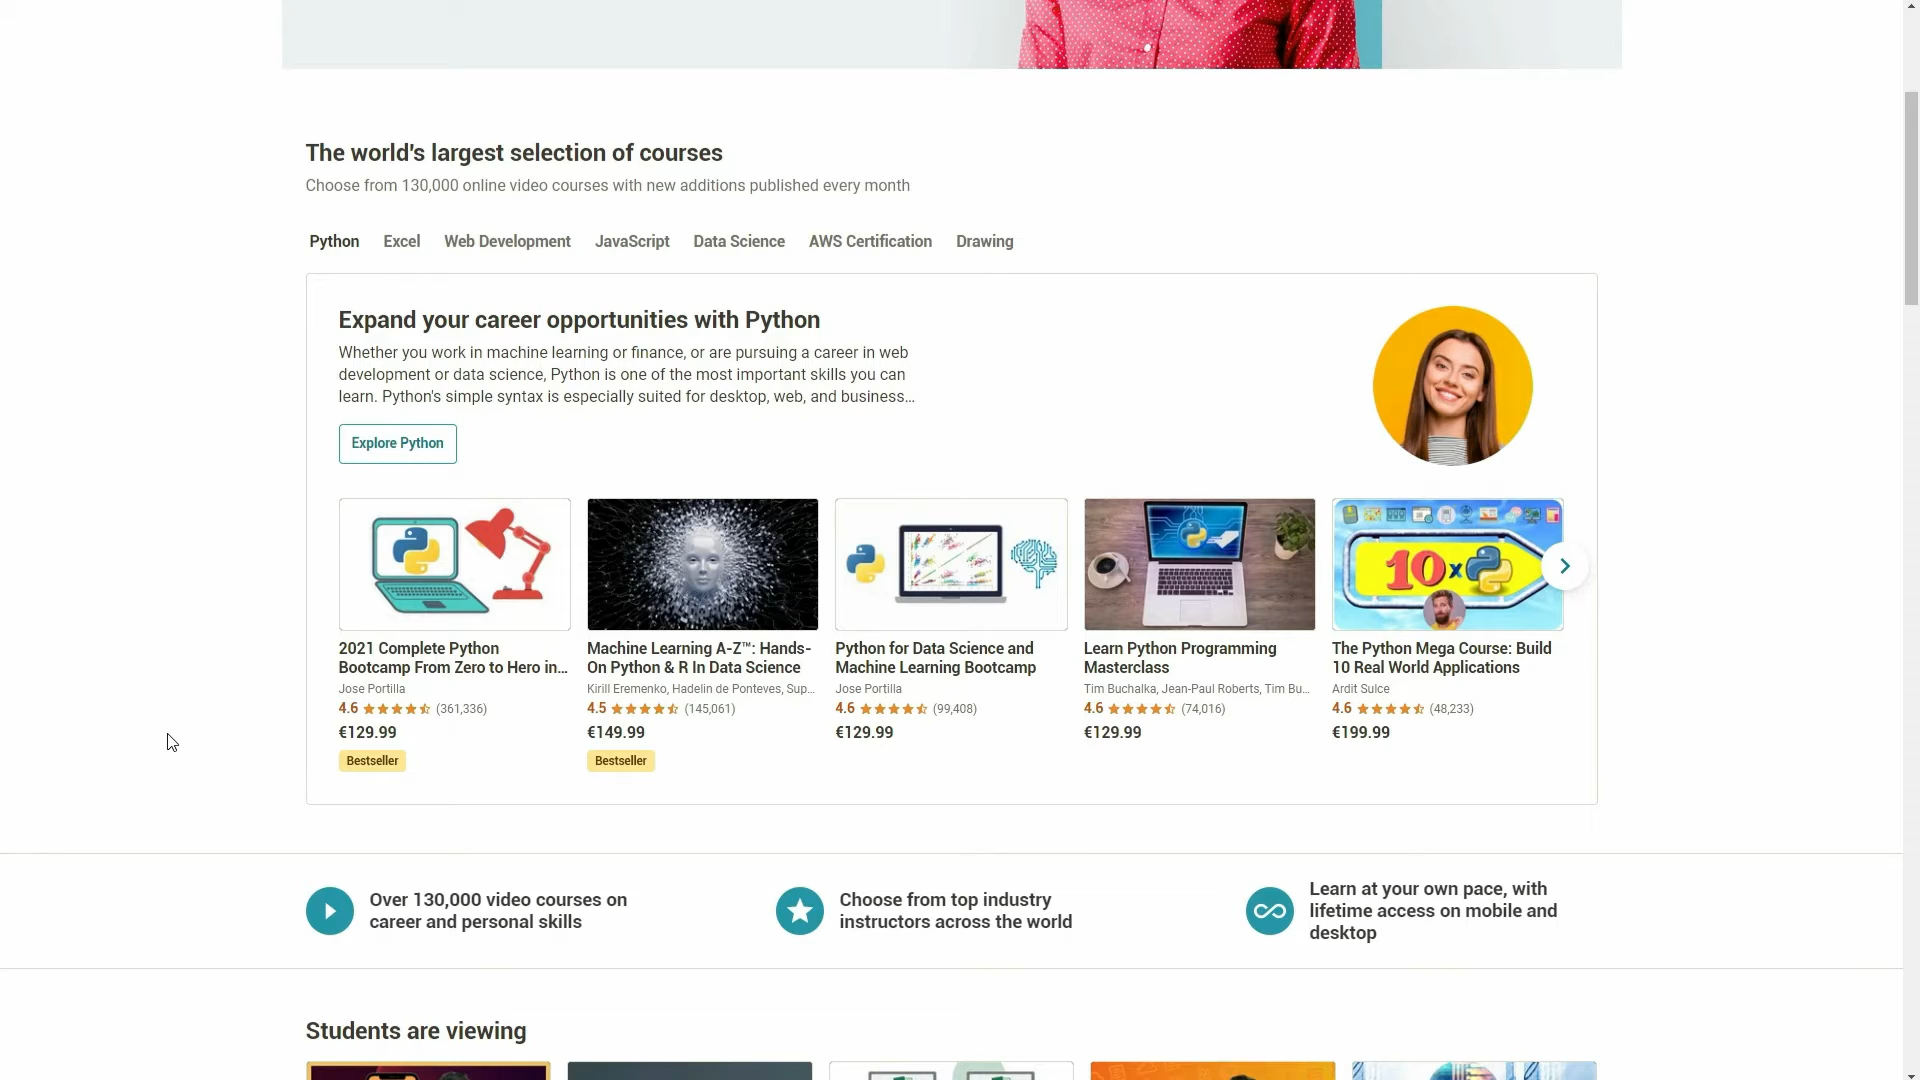 The world's largest selection of courses
Choose from 130,000 online video courses with new additions published every month
Python Excel Web Development JavaScript Data Science AWS Certification Drawing
Expand your career opportunities with Python
Whether you work in machine learning or finance, or are pursuing a career in web
development or data science, Python is one of the most important skills you can
learn. Python's simple syntax is especially suited for desktop, web, and business...
Explore Python
10x
2021 Complete Python
Bootcamp From Zero to Hero in...
Jose Portilla
4.6 (361,336)
€129.99
Bestseller
Machine Learning A-Z™: Hands-
On Python & R In Data Science
Kirill Eremenko, Hadelin de Ponteves, Sup...
4.5 (145,061)
€149.99
Bestseller
Python for Data Science and
Machine Learning Bootcamp
Jose Portilla
4.6 (99,408)
€129.99
Learn Python Programming
Masterclass
Tim Buchalka, Jean-Paul Roberts, Tim Bu...
4.6 (74,016)
€129.99
The Python Mega Course: Build
10 Real World Applications
Ardit Sulce
4.6 (48,233)
€199.99
Over 130,000 video courses on
career and personal skills
Choose from top industry
instructors across the world
Learn at your own pace, with
lifetime access on mobile and
desktop
Students are viewing